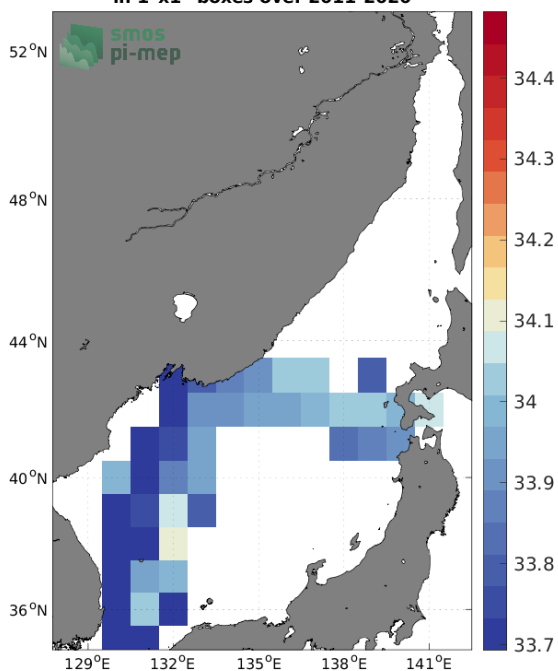 in 1°x1° boxes over 2011-2020
smos
pi-mep
52°N
48°N
44°N
40°N
36°N
129°E
132°E
135°E
138°E
141°E
34.4
34.3
34.2
34.1
34
33.9
33.8
33.7